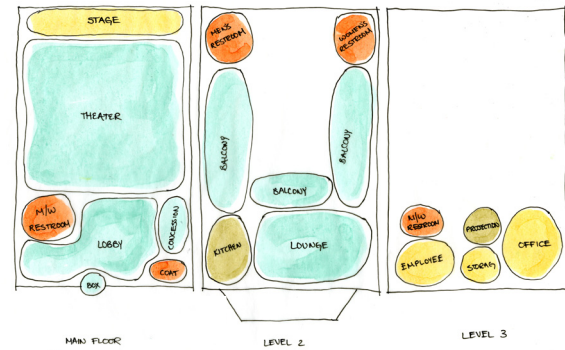 STAGE
THEATER
M/W
RESTROOM
LOBBY
CONCESSION
COAT
BOX
MAIN FLOOR
MENS
RESTROOM
WOMENS
RESTROOM
BALCONY
BALCONY
BALCONY
KITCHEN
LOUNGE
LEVEL 2
M/W
RESTROOM
PROJECTION
OFFICE
EMPLOYEE
STORAG
LEVEL 3